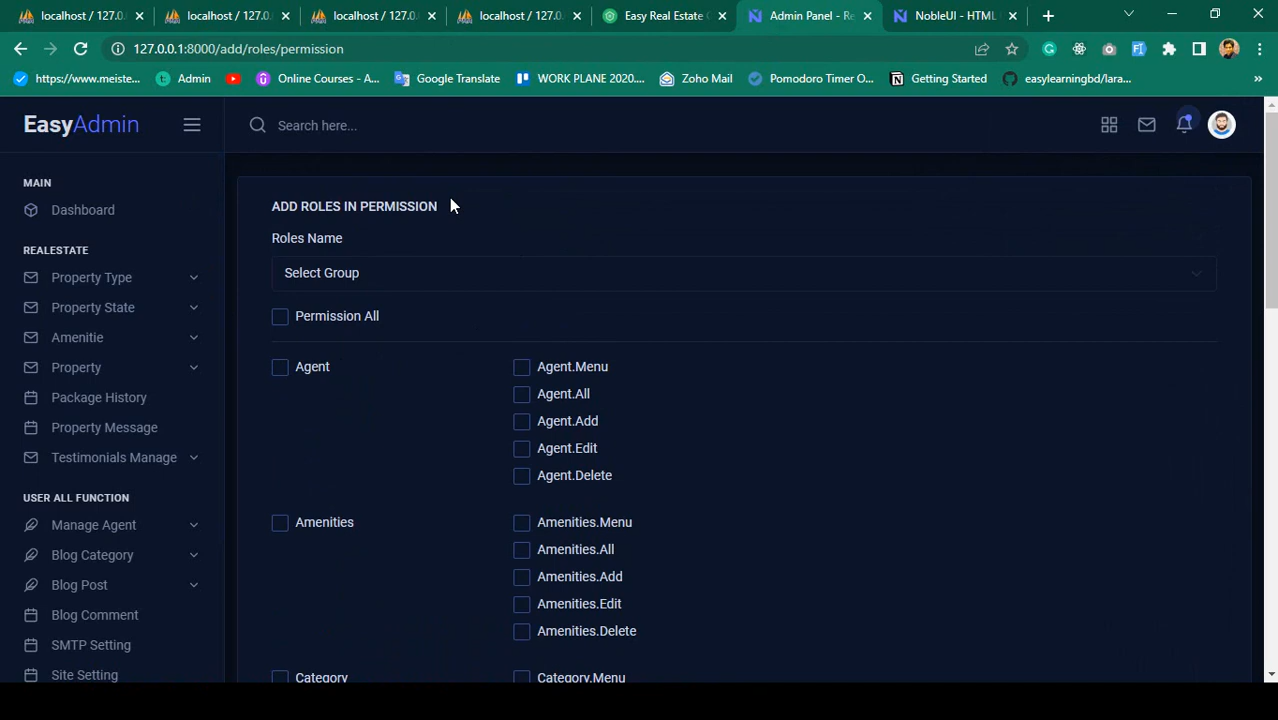 localhost / 127.0. localhost / 127.0. localhost / 127.0. localhost / 127.0. Easy Real Estate Admin Panel - Re NobleUI - HTML
127.0.0.1:8000/add/roles/permission
https://www.meiste... Admin Online Courses - A... Google Translate WORK PLANE 2020.... Zoho Mail Pomodoro Timer O... Getting Started easylearningbd/lara...
EasyAdmin
Search here...
MAIN
Dashboard
REALESTATE
Property Type
Property State
Amenitie
Property
Package History
Property Message
Testimonials Manage
USER ALL FUNCTION
Manage Agent
Blog Category
Blog Post
Blog Comment
SMTP Setting
Site Setting
ADD ROLES IN PERMISSION
Roles Name
Select Group
Permission All
Agent
Agent.Menu
Agent.All
Agent.Add
Agent.Edit
Agent.Delete
Amenities
Amenities.Menu
Amenities.All
Amenities.Add
Amenities.Edit
Amenities.Delete
Category
Category.Menu